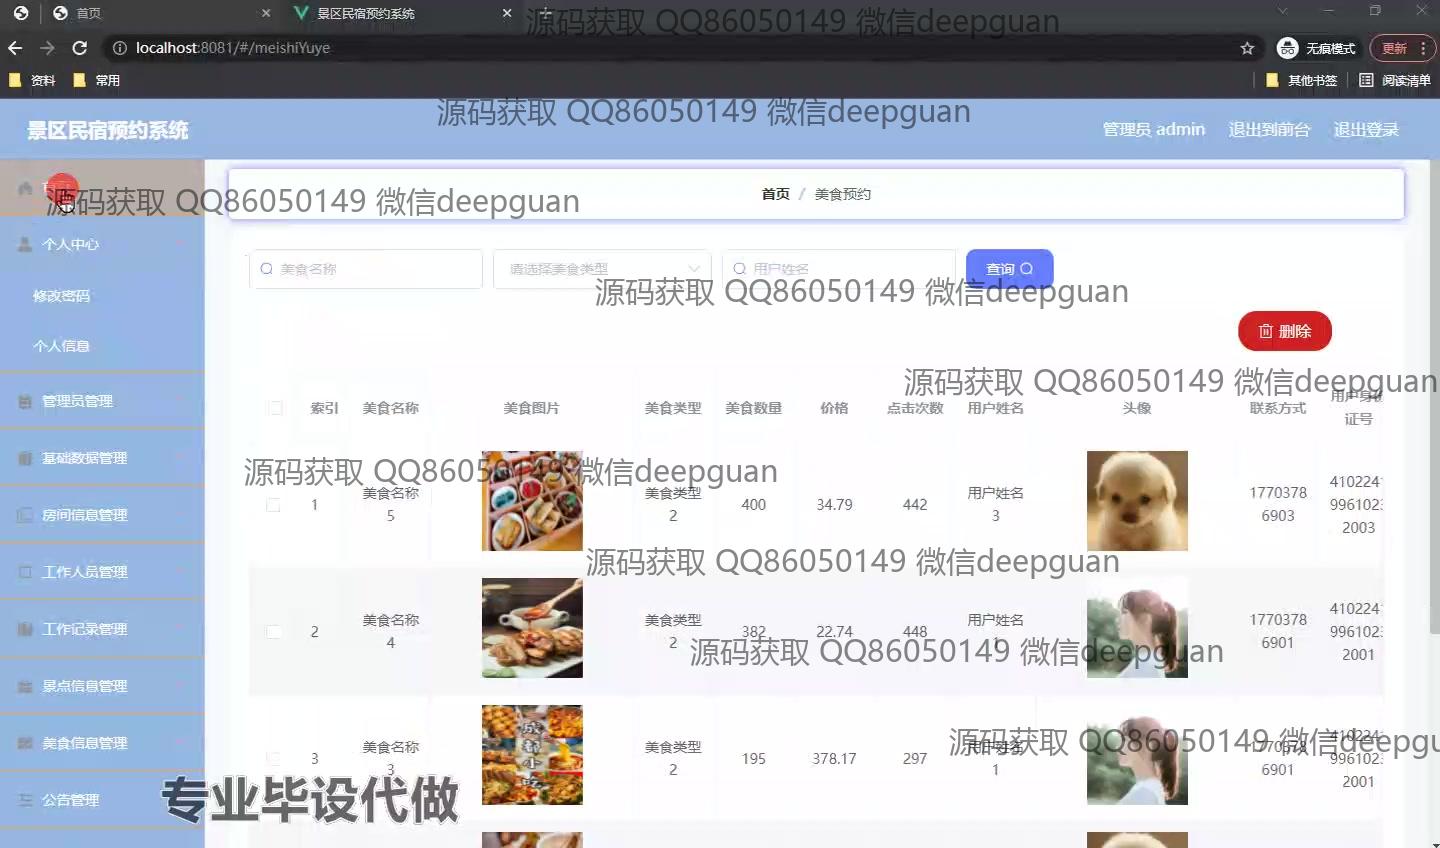 首页
景区民宿预约系统
源码获取 QQ86050149 微信deepguan
localhost:8081/#/meishiYuye
无痕模式
更新
资料
常用
其他书签
阅读清单
源码获取 QQ86050149 微信deepguan
景区民宿预约系统
管理员 admin
退出到前台
退出登录
源码获取 QQ86050149 微信deepguan
首页 / 美食预约
个人中心
修改密码
个人信息
管理员管理
基础数据管理
房间信息管理
工作人员管理
工作记录管理
景点信息管理
美食信息管理
公告管理
美食名称
请选择美食类型
用户姓名
查询
源码获取 QQ86050149 微信deepguan
删除
源码获取 QQ86050149 微信deepguan
索引 美食名称 美食图片 美食类型 美食数量 价格 点击次数 用户姓名 头像 联系方式 用户身份
证号
源码获取 QQ86050149 微信deepguan
1 美食名称 5 美食类型 2 400 34.79 442 用户姓名 3 1770378 6903 410224 996102 2003
源码获取 QQ86050149 微信deepguan
2 美食名称 4 美食类型 2 382 22.74 448 用户姓名 1 1770378 6901 410224 996102 2001
源码获取 QQ86050149 微信deepguan
源码获取 QQ86050149 微信deepgu
3 美食名称 3 成都小吃 美食类型 2 195 378.17 297 用户姓名 1 1770378 6901 410224 996102 2001
专业毕设代做